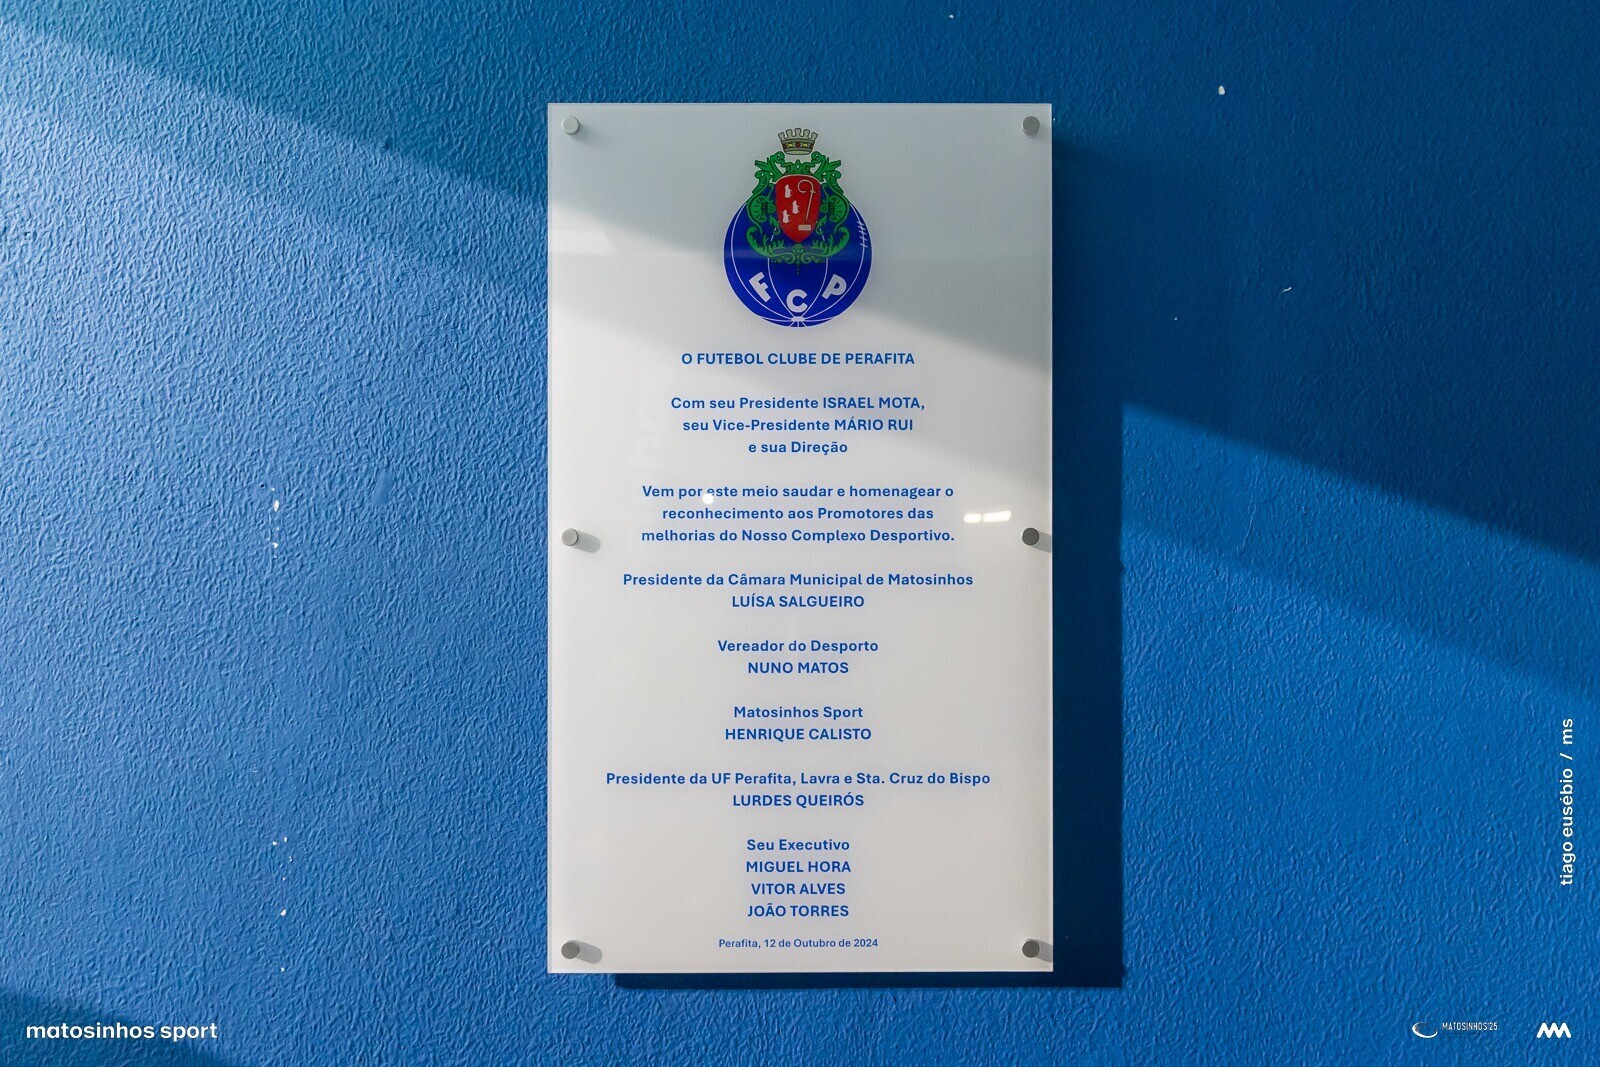 F C P
O FUTEBOL CLUBE DE PERAFITA
Com seu Presidente ISRAEL MOTA,
seu Vice-Presidente MÁRIO RUI
e sua Direção
Vem por este meio saudar e homenagear o
reconhecimento aos Promotores das
melhorias do Nosso Complexo Desportivo.
Presidente da Câmara Municipal de Matosinhos
LUÍSA SALGUEIRO
Vereador do Desporto
NUNO MATOS
Matosinhos Sport
HENRIQUE CALISTO
Presidente da UF Perafita, Lavra e Sta. Cruz do Bispo
LURDES QUEIRÓS
Seu Executivo
MIGUEL HORA
VITOR ALVES
JOÃO TORRES
Perafita, 12 de Outubro de 2024
tiago eusébio / ms
matosinhos sport
MATOSINHOS'25